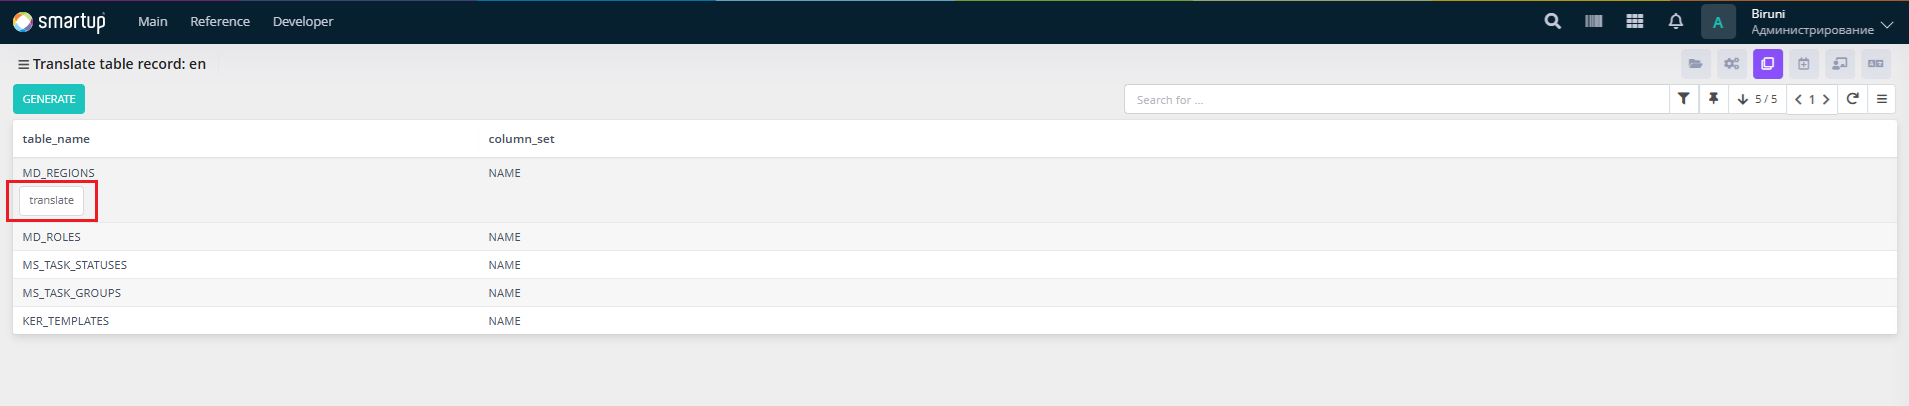 smartup Main Reference Developer A Biruni
Администрирование
Translate table record: en
GENERATE Search for ... 5 / 5 1
table_name column_set
MD_REGIONS NAME
translate
MD_ROLES NAME
MS_TASK_STATUSES NAME
MS_TASK_GROUPS NAME
KER_TEMPLATES NAME